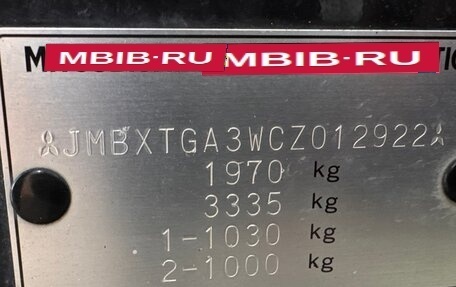 MBIB-RU MBIB-RU
JMBXTGA3WCZ012922
1970 kg
3335 kg
1-1030 kg
2-1000 kg